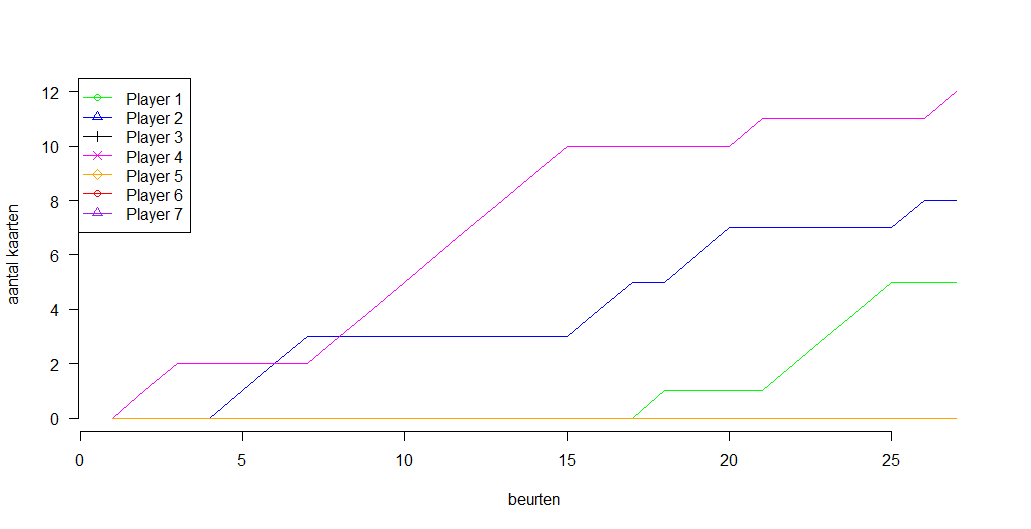 Player 1
Player 2
Player 3
Player 4
Player 5
Player 6
Player 7
aantal kaarten
12
10
8
6
4
2
0
0 5 10 15 20 25
beurten